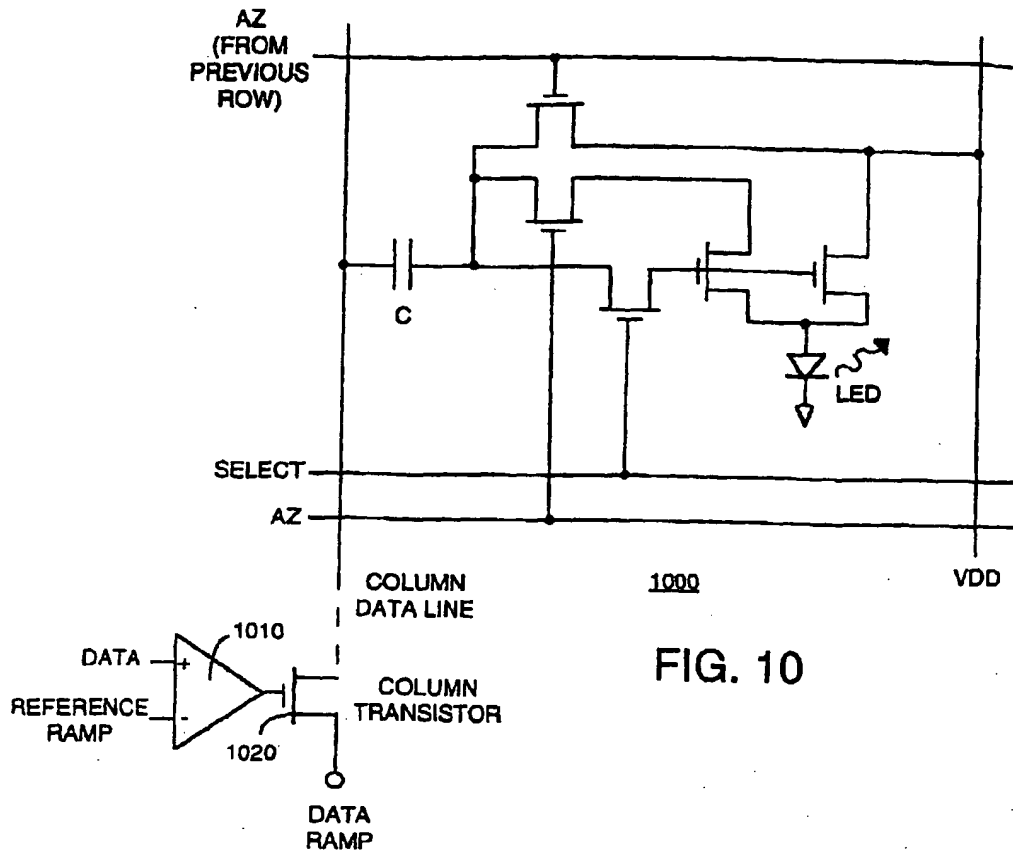 AZ
(FROM
PREVIOUS
ROW)
C
LED
SELECT
AZ
COLUMN
DATA LINE
1000
VDD
1010
DATA
+
REFERENCE
RAMP
-
COLUMN
TRANSISTOR
1020
DATA
RAMP
FIG. 10